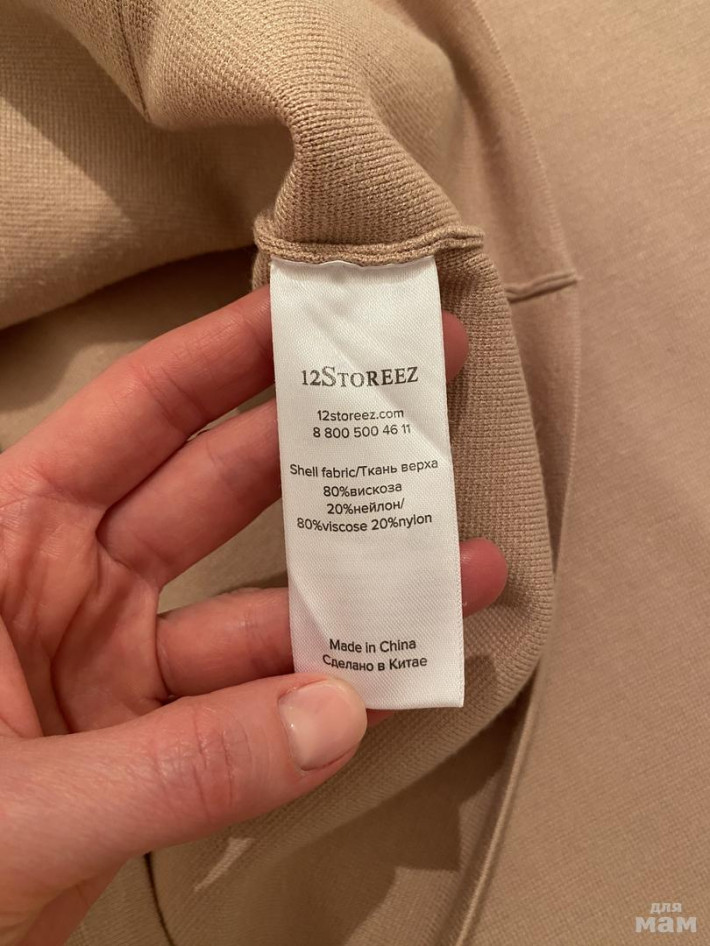 12STOREEZ
12storeez.com
8 800 500 46 11
Shell fabric/Ткань верха
80%вискоза
20%нейлон/
80%viscose 20%nylon
Made in China
Сделано в Китае
для
мам